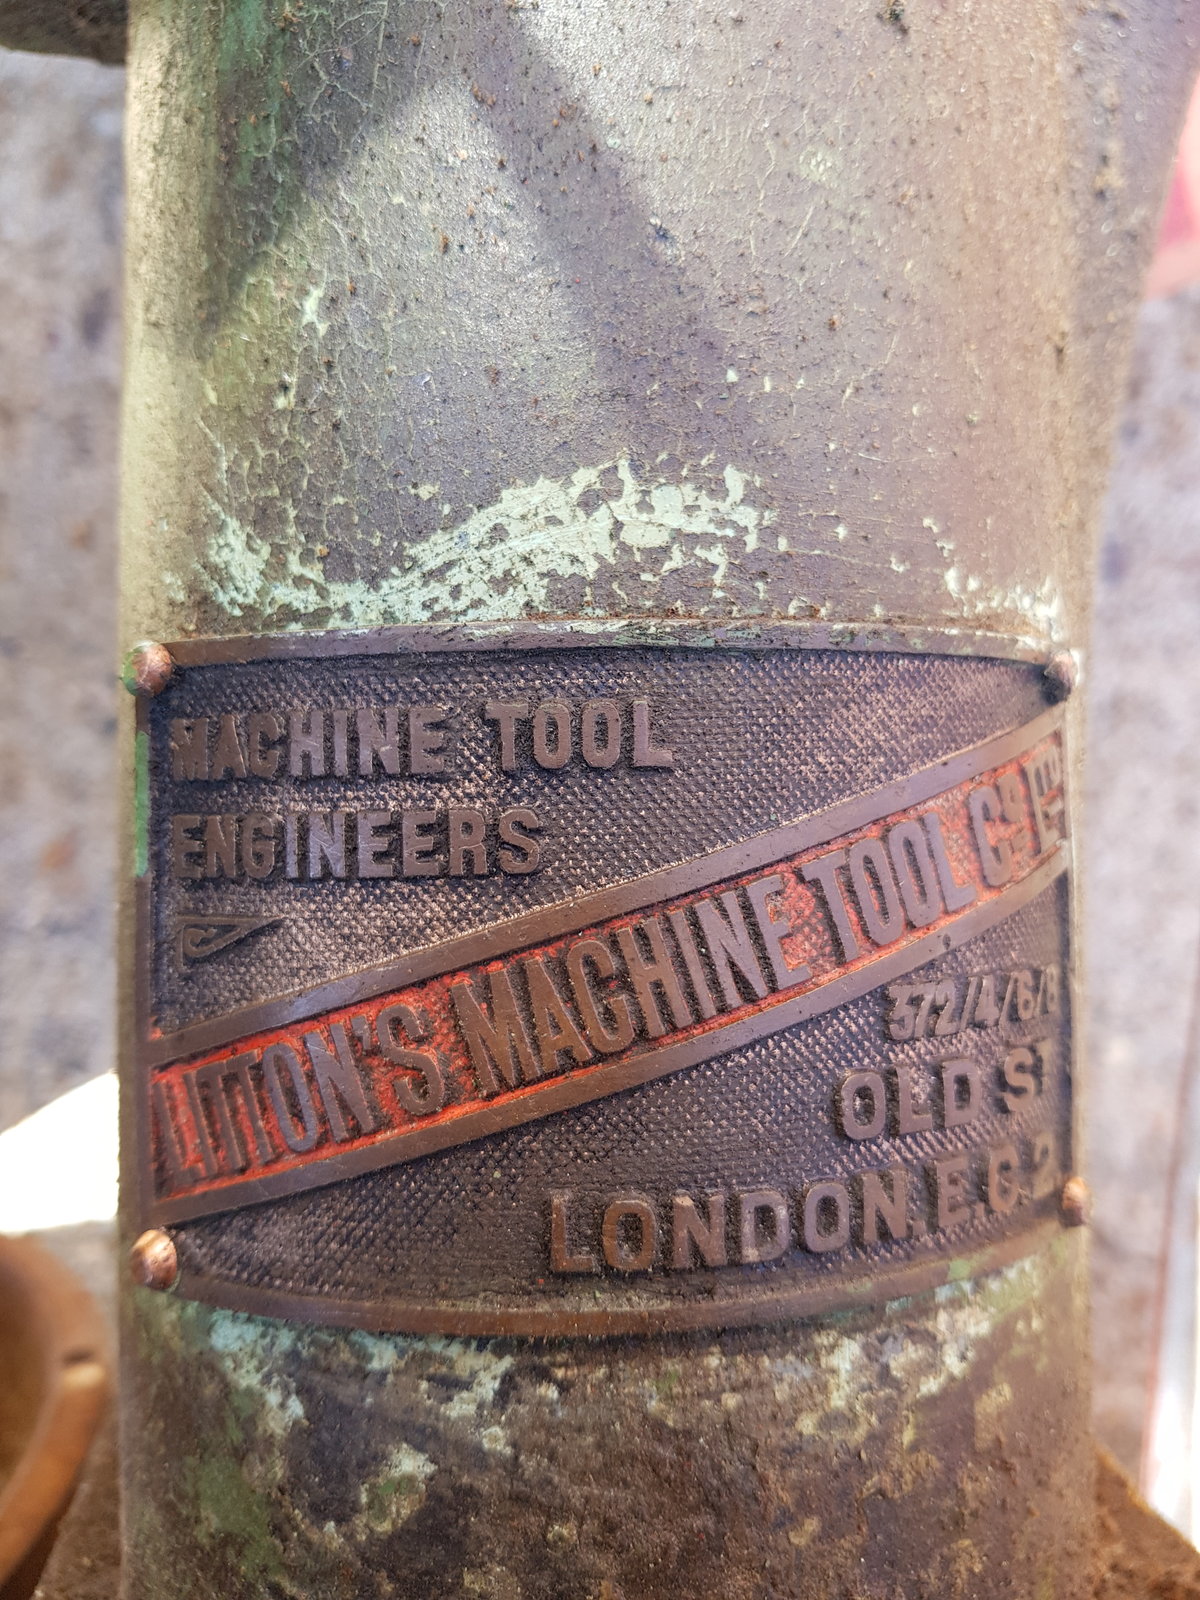 MACHINE TOOL
ENGINEERS
LITTON'S MACHINE TOOL Co LTD
372/4/6/8
OLD ST
LONDON.E.C.2